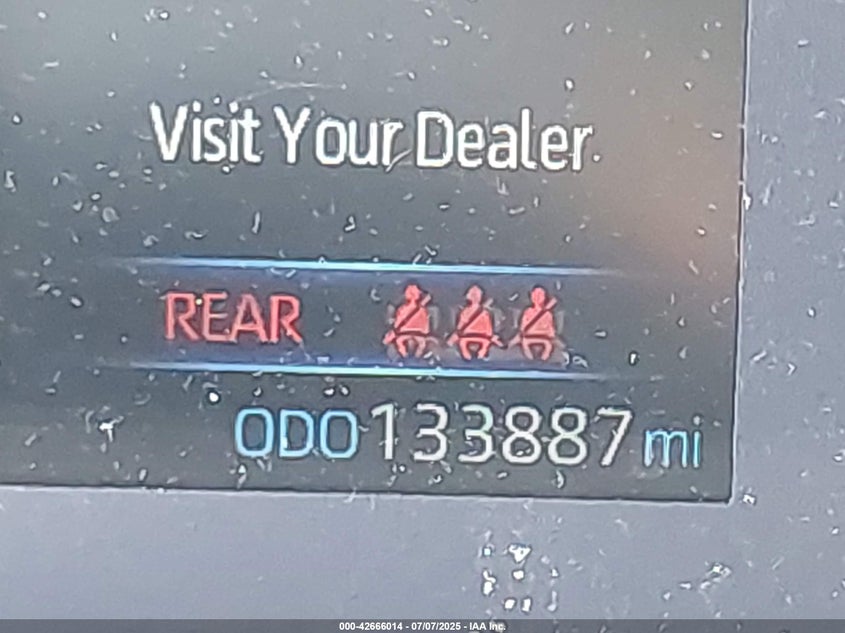 Visit Your Dealer.
REAR
ODO 133887 mi
000-42666014 - 07/07/2025 - IAA Inc.